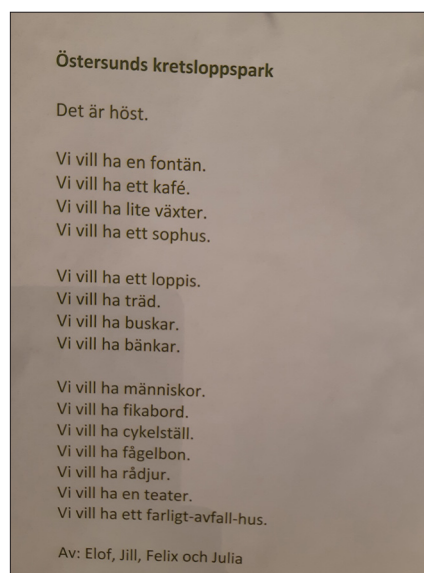 Östersunds kretsloppspark
Det är höst.
Vi vill ha en fontän.
Vi vill ha ett kafé.
Vi vill ha lite växter.
Vi vill ha ett sophus.
Vi vill ha ett loppis.
Vi vill ha träd.
Vi vill ha buskar.
Vi vill ha bänkar.
Vi vill ha människor.
Vi vill ha fikabord.
Vi vill ha cykelställ.
Vi vill ha fågelbon.
Vi vill ha rådjur.
Vi vill ha en teater.
Vi vill ha ett farligt-avfall-hus.
Av: Elof, Jill, Felix och Julia